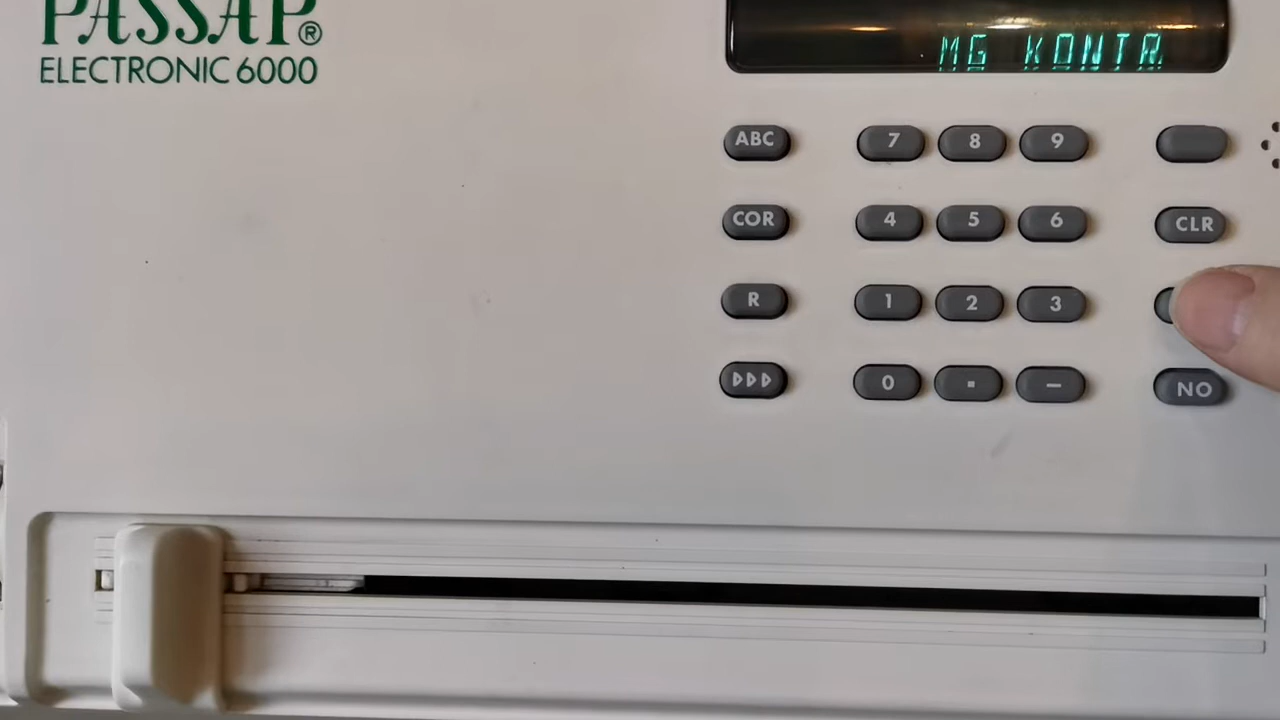 PASSAP®
ELECTRONIC 6000
MG KONTR
ABC 7 8 9
COR 4 5 6 CLR
R 1 2 3
0 . – NO